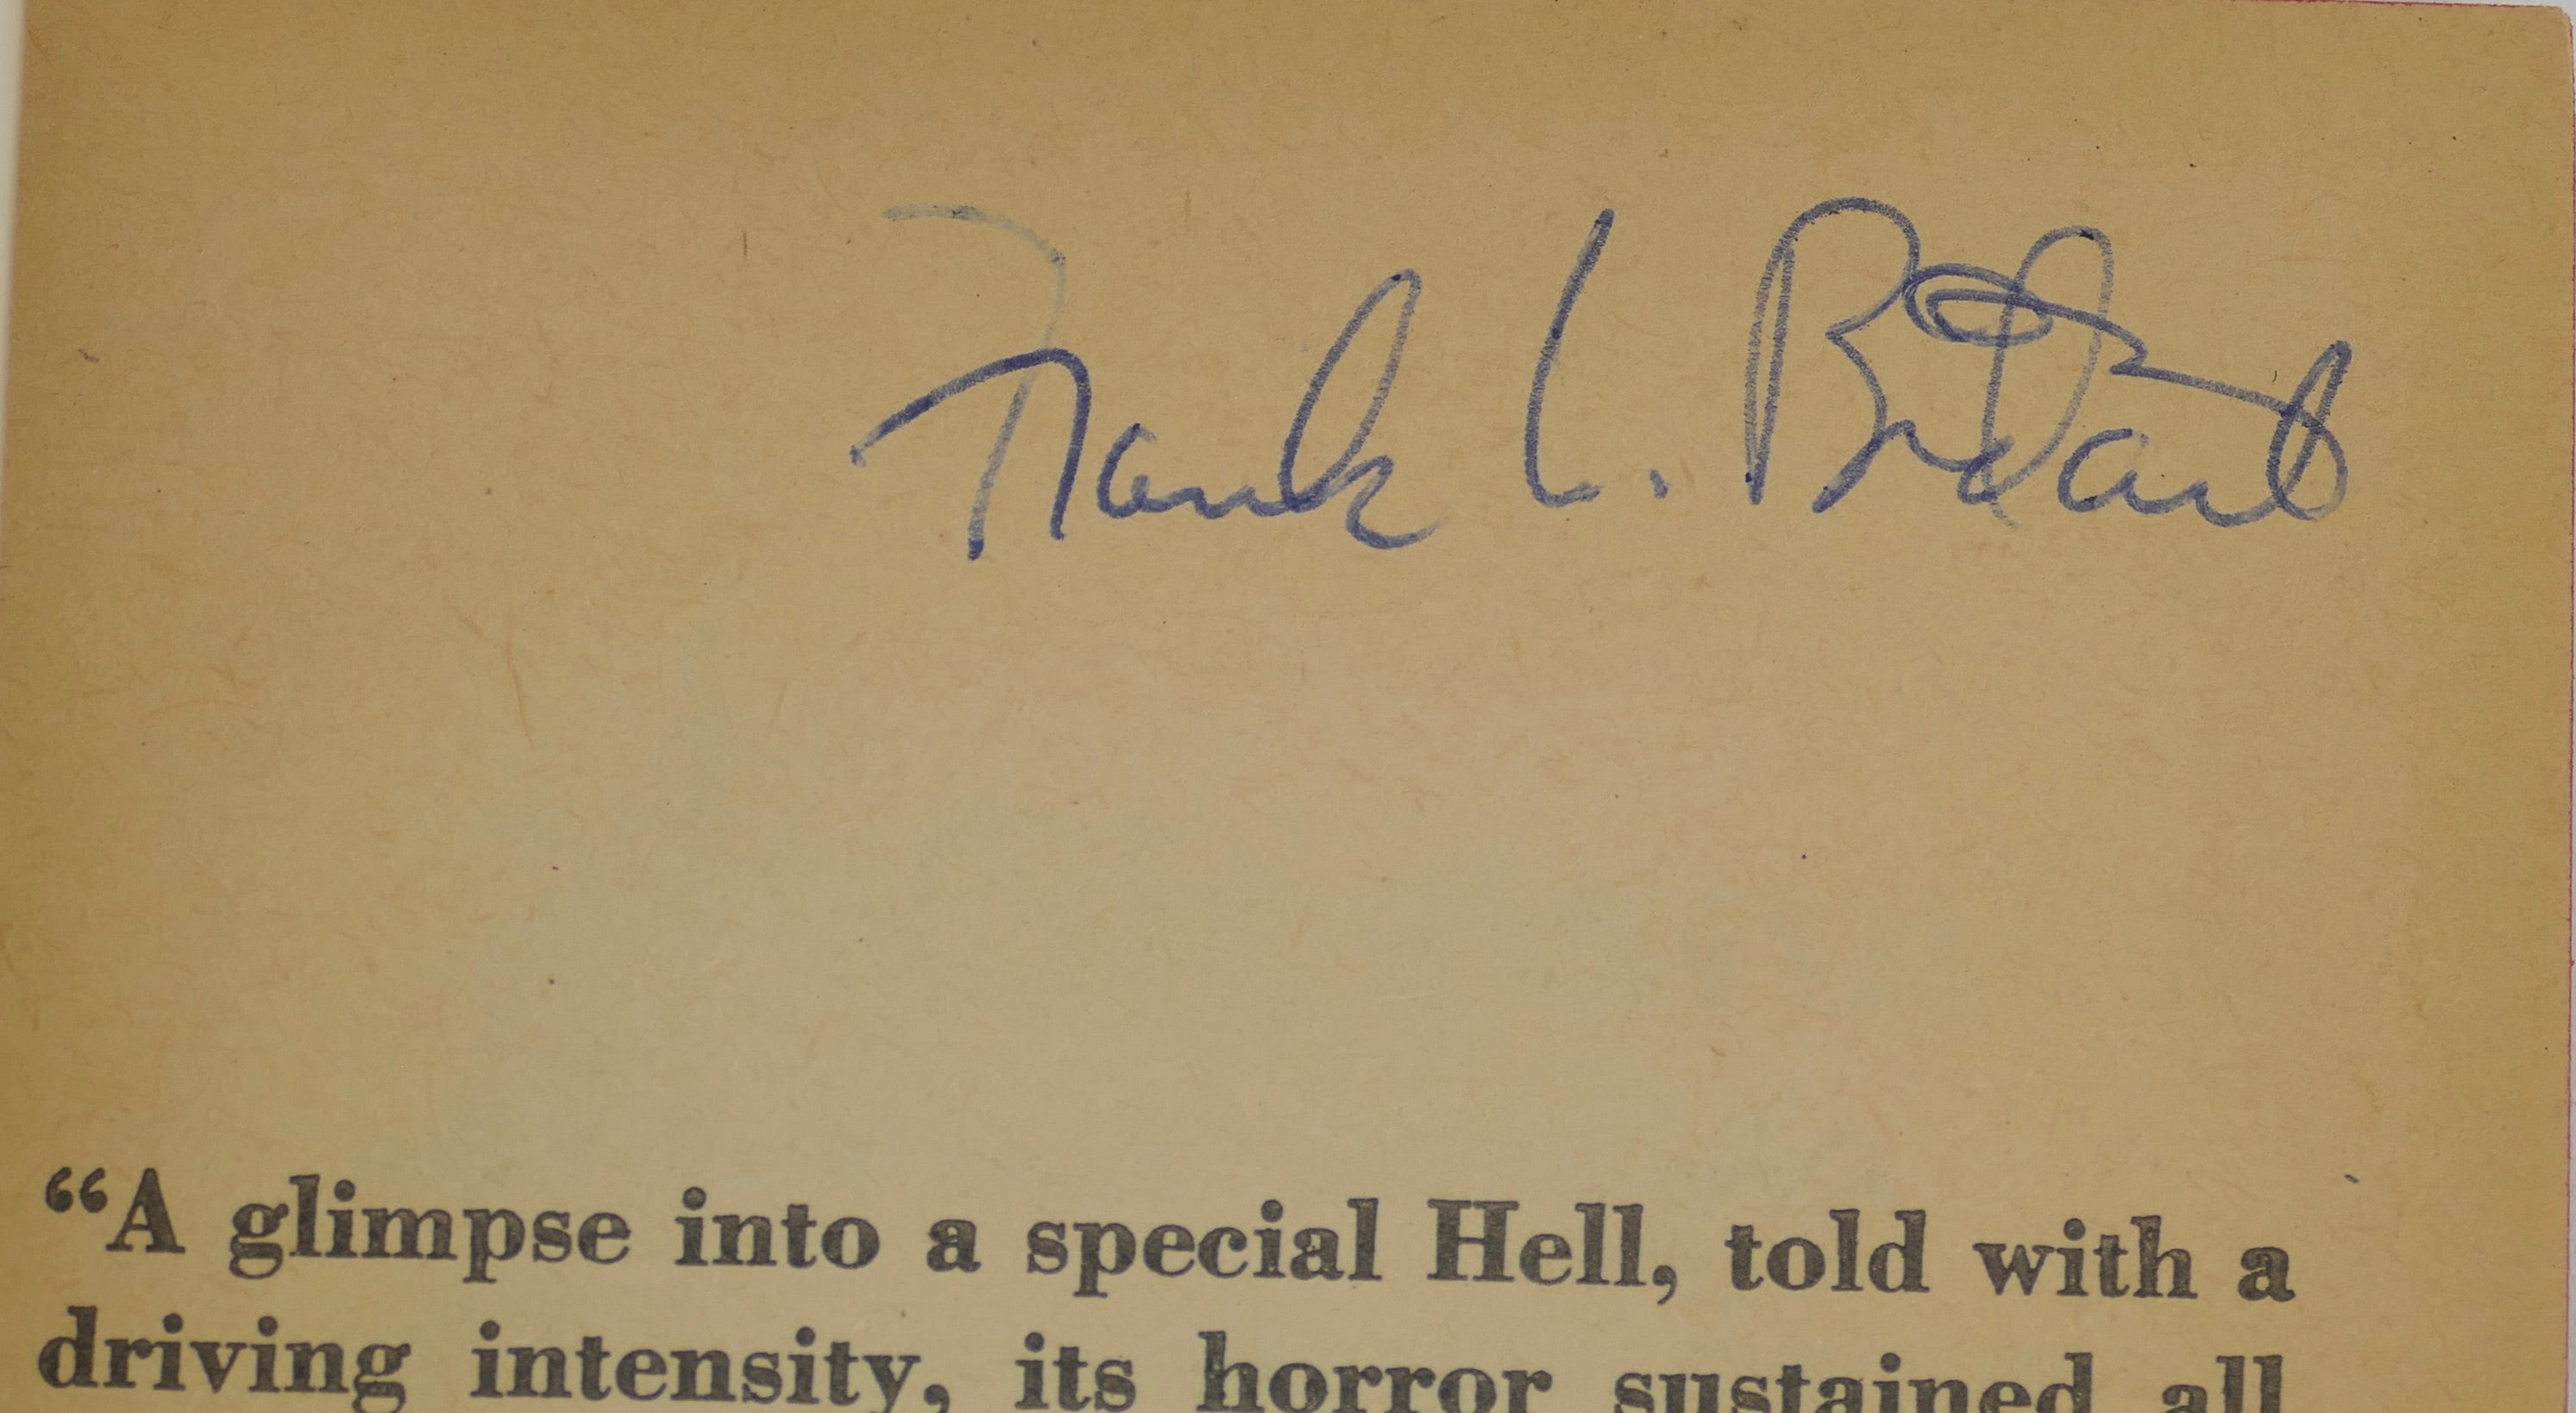 Frank L.
“A glimpse into a special Hell, told with a
driving intensity, its horror sustained all